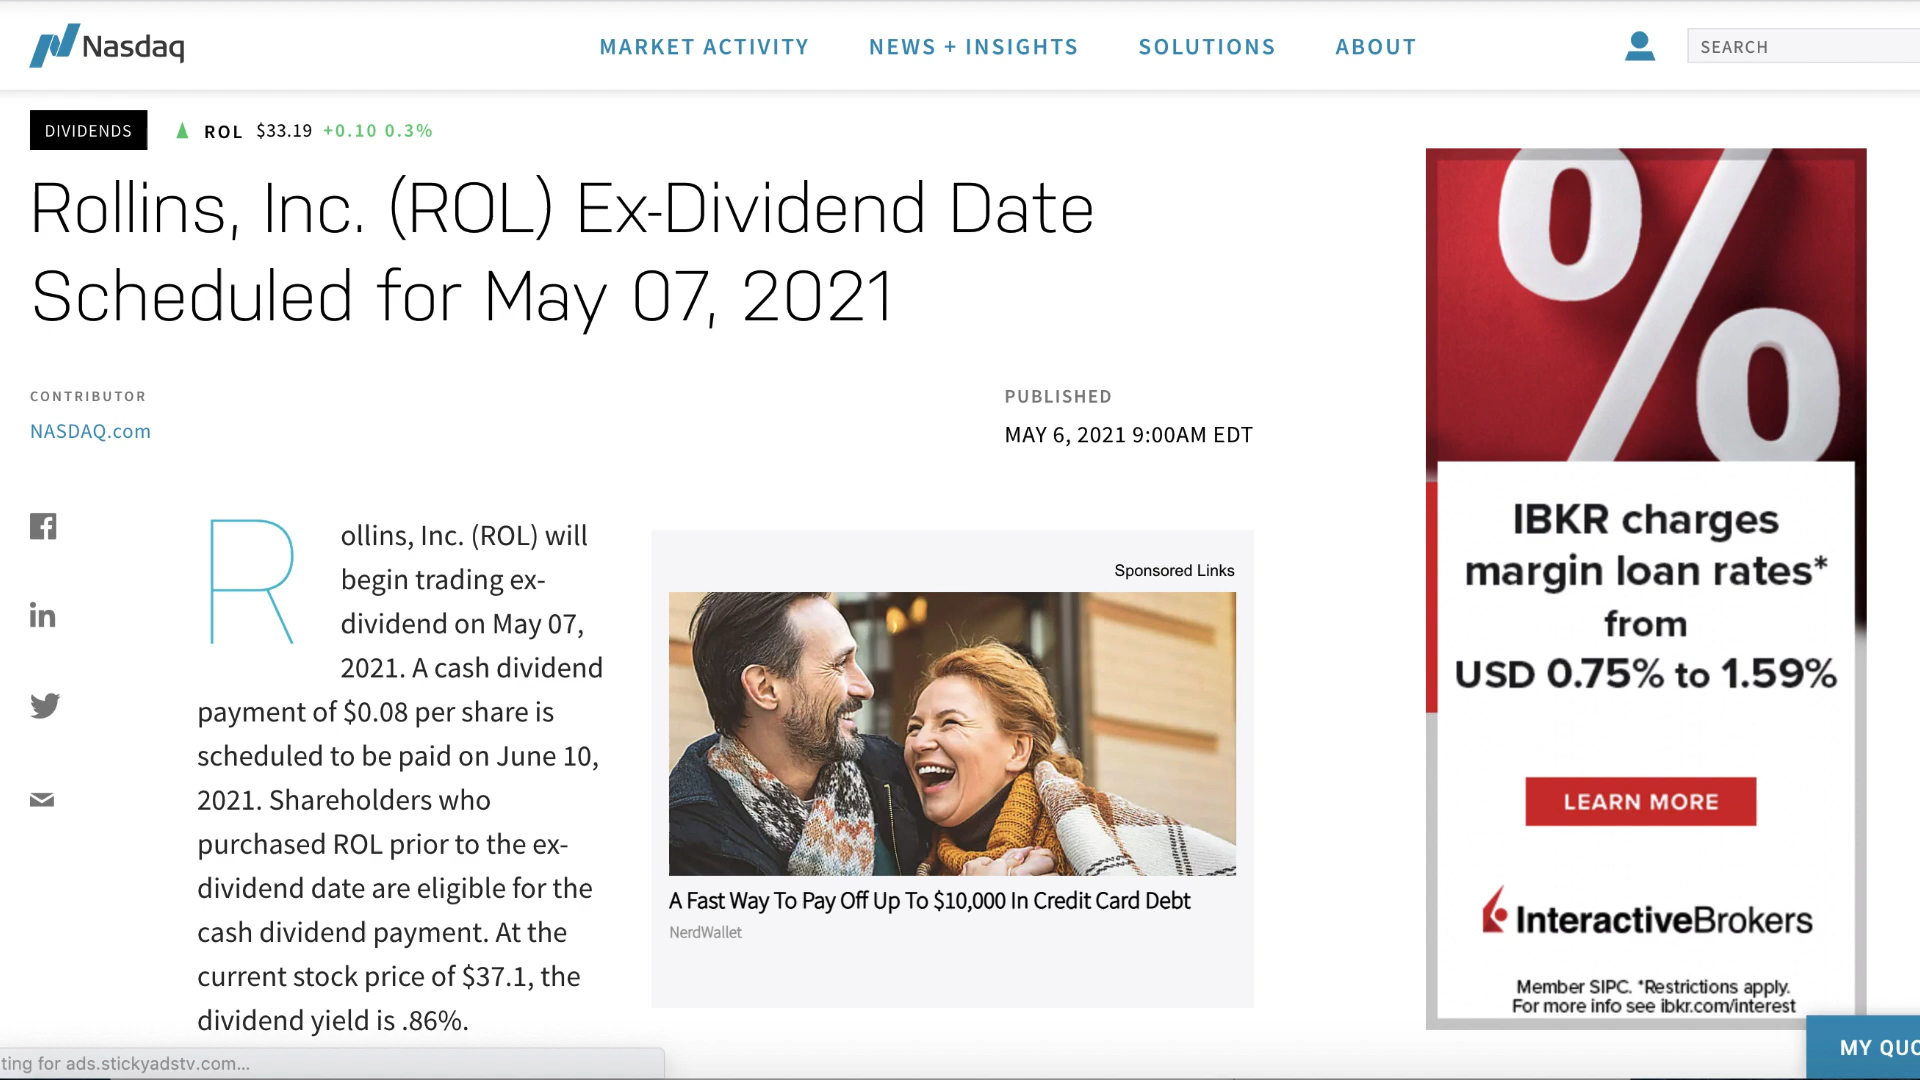 Nasdaq
MARKET ACTIVITY
NEWS + INSIGHTS
SOLUTIONS
ABOUT
SEARCH
DIVIDENDS
ROL $33.19 +0.10 0.3%
Rollins, Inc. (ROL) Ex-Dividend Date
Scheduled for May 07, 2021
CONTRIBUTOR
NASDAQ.com
PUBLISHED
MAY 6, 2021 9:00AM EDT
Rollins, Inc. (ROL) will
begin trading ex-
dividend on May 07,
2021. A cash dividend
payment of $0.08 per share is
scheduled to be paid on June 10,
2021. Shareholders who
purchased ROL prior to the ex-
dividend date are eligible for the
cash dividend payment. At the
current stock price of $37.1, the
dividend yield is .86%.
Sponsored Links
A Fast Way To Pay Off Up To $10,000 In Credit Card Debt
NerdWallet
%
IBKR charges
margin loan rates*
from
USD 0.75% to 1.59%
LEARN MORE
InteractiveBrokers
Member SIPC. *Restrictions apply.
For more info see ibkr.com/interest
MY QUO
ting for ads.stickyadstv.com...